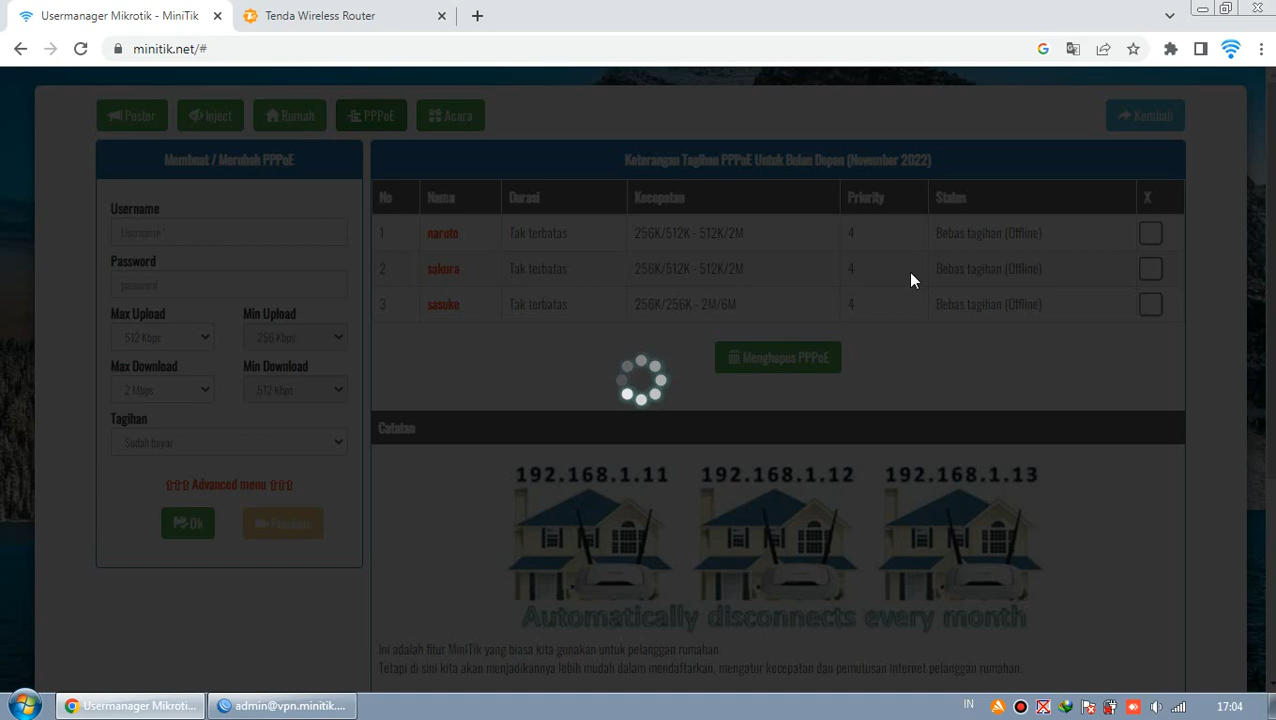 Usermanager Mikrotik - MiniTik
Tenda Wireless Router
minitik.net/#
Poster
Inject
Rumah
PPPoE
Acara
Kembali
Membuat / Merubah PPPoE
Username
Username *
Password
password
Max Upload
Min Upload
512 Kbps
256 Kbps
Max Download
Min Download
2 Mbps
512 Kbps
Tagihan
Sudah bayar
Advanced menu
Ok
Panduan
Keterangan Tagihan PPPoE Untuk Bulan Depan (November 2022)
No Nama Durasi Kecepatan Priority Status X
1 naruto Tak terbatas 256K/512K - 512K/2M 4 Bebas tagihan (Offline)
2 sakura Tak terbatas 256K/512K - 512K/2M 4 Bebas tagihan (Offline)
3 sasuke Tak terbatas 256K/256K - 2M/6M 4 Bebas tagihan (Offline)
Menghapus PPPoE
Catatan
192.168.1.11 192.168.1.12 192.168.1.13
Automatically disconnects every month
Ini adalah fitur MiniTik yang biasa kita gunakan untuk pelanggan rumahan.
Tetapi di sini kita akan menjadikannya lebih mudah dalam mendaftarkan, mengatur kecepatan dan pemutusan internet pelanggan rumahan.
Usermanager Mikroti...
admin@vpn.minitik....
IN
17:04